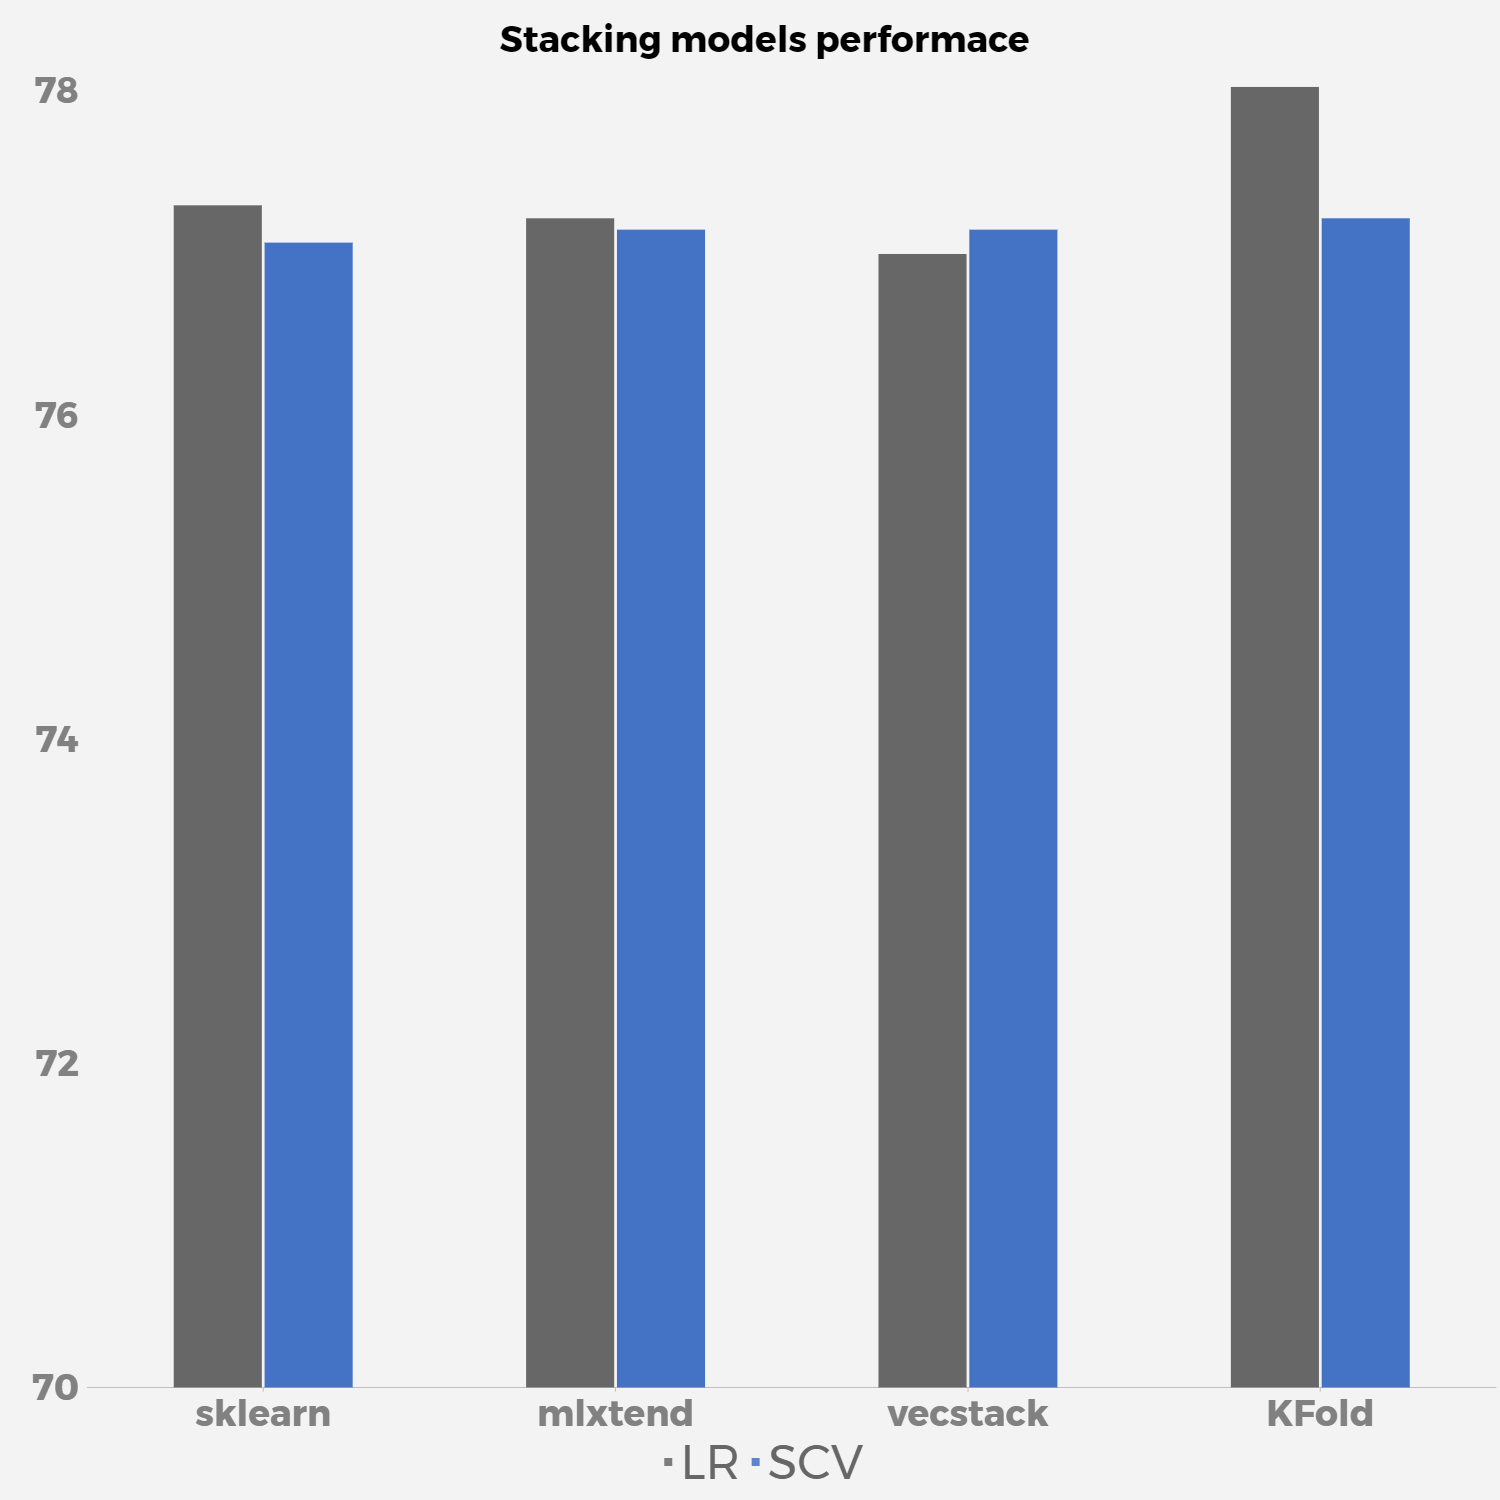 Stacking models performace
78
76
74
72
70
sklearn mlxtend vecstack KFold
LR SCV